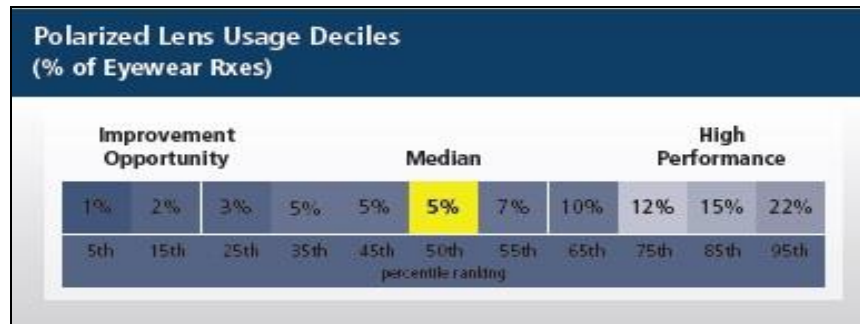 Polarized Lens Usage Deciles
(% of Eyewear Rxes)
Improvement
Opportunity
Median
High
Performance
1% 2% 3% 5% 5% 5% 7% 10% 12% 15% 22%
5th 15th 25th 35th 45th 50th 55th 65th 75th 85th 95th
percentile ranking